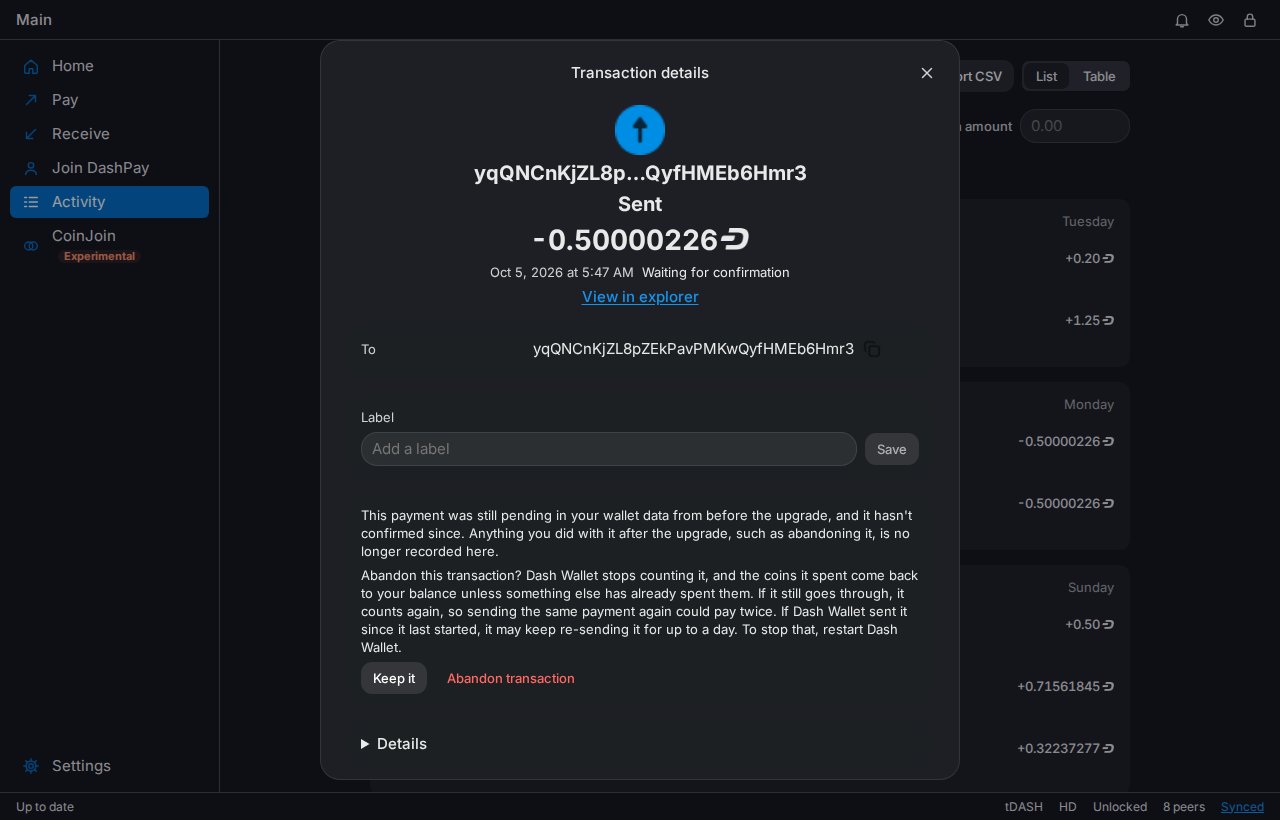 Main
Home
Pay
Receive
Join DashPay
Activity
CoinJoin
Experimental
Settings
Transaction details
yqQNCnKjZL8p...QyfHMEb6Hmr3
Sent
-0.50000226
Oct 5, 2026 at 5:47 AM Waiting for confirmation
View in explorer
To
yqQNCnKjZL8pZEkPavPMKwQyfHMEb6Hmr3
Label
Add a label
Save
This payment was still pending in your wallet data from before the upgrade, and it hasn't
confirmed since. Anything you did with it after the upgrade, such as abandoning it, is no
longer recorded here.
Abandon this transaction? Dash Wallet stops counting it, and the coins it spent come back
to your balance unless something else has already spent them. If it still goes through, it
counts again, so sending the same payment again could pay twice. If Dash Wallet sent it
since it last started, it may keep re-sending it for up to a day. To stop that, restart Dash
Wallet.
Keep it
Abandon transaction
Details
CSV
List
Table
amount
0.00
Tuesday
+0.20
+1.25
Monday
-0.50000226
-0.50000226
Sunday
+0.50
+0.71561845
+0.32237277
Up to date
tDASH
HD
Unlocked
8 peers
Synced